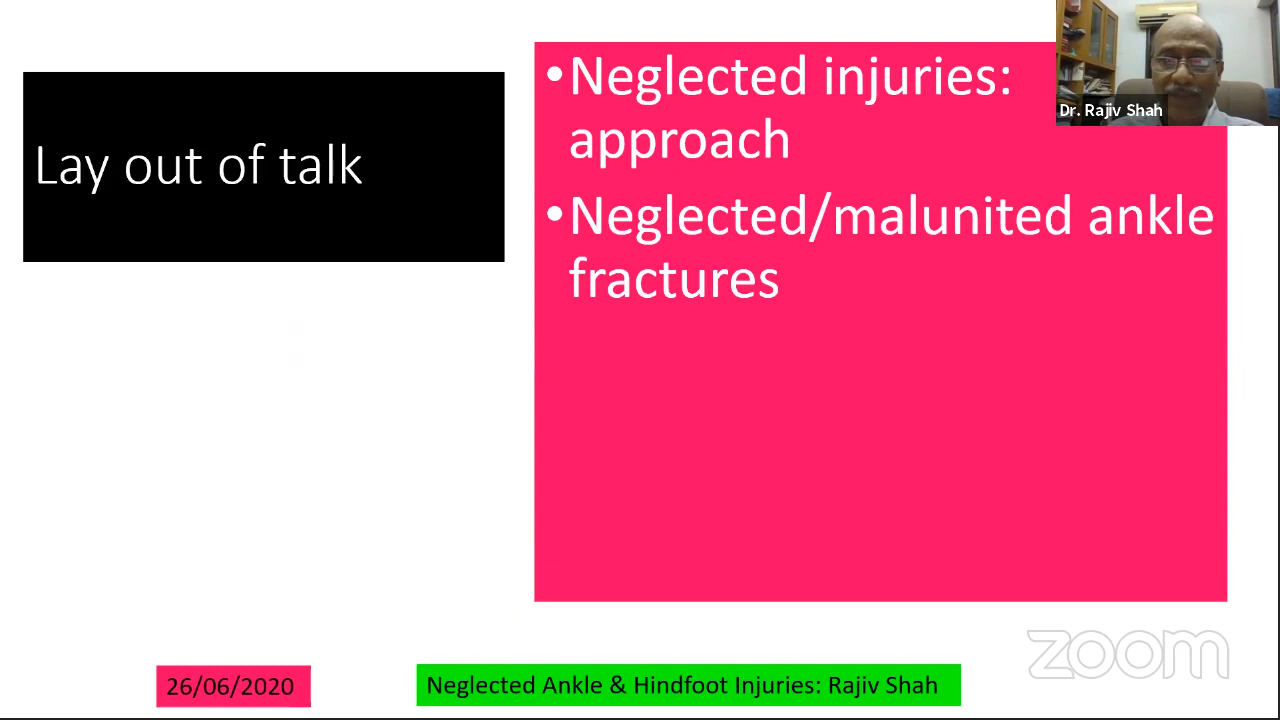 Lay out of talk
•Neglected injuries:
approach
•Neglected/malunited ankle
fractures
Dr. Rajiv Shah
26/06/2020
Neglected Ankle & Hindfoot Injuries: Rajiv Shah
zoom